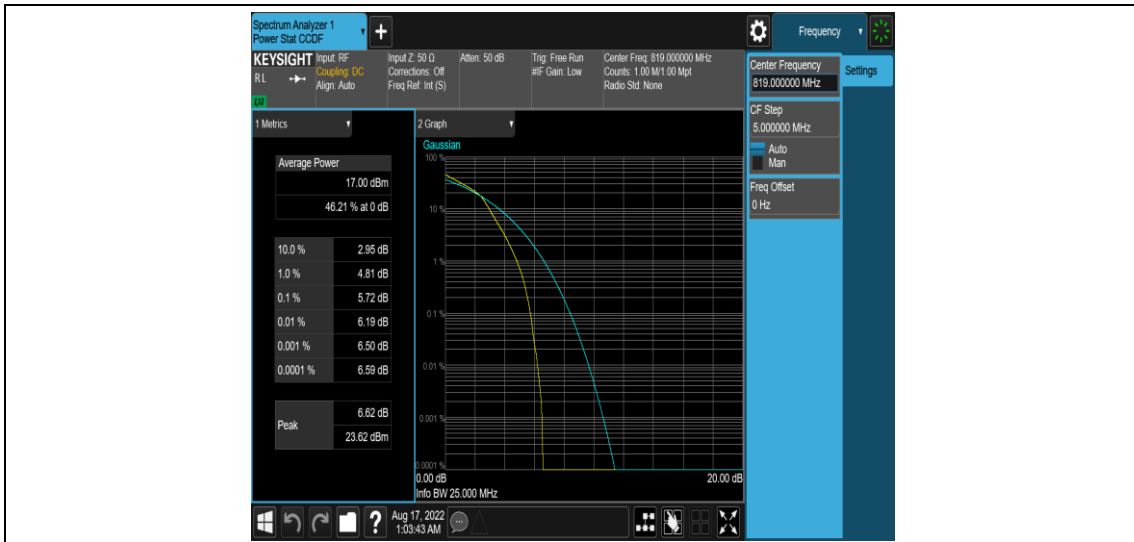 Spectrum Analyzer 1
Power Stat CCDF
+
Frequency
KEYSIGHT
RL
LXI
Input: RF
Coupling: DC
Align: Auto
Input Z: 50 Ω
Corrections: Off
Freq Ref: Int (S)
Atten: 50 dB
Trig: Free Run
#IF Gain: Low
Center Freq: 819.000000 MHz
Counts: 1.00 M/1.00 Mpt
Radio Std: None
Center Frequency
819.000000 MHz
Settings
CF Step
5.000000 MHz
Auto
Man
Freq Offset
0 Hz
1 Metrics
Average Power
17.00 dBm
46.21 % at 0 dB
10.0 % 2.95 dB
1.0 % 4.81 dB
0.1 % 5.72 dB
0.01 % 6.19 dB
0.001 % 6.50 dB
0.0001 % 6.59 dB
Peak 6.62 dB
23.62 dBm
2 Graph
Gaussian
100 %
10 %
1 %
0.1 %
0.01 %
0.001 %
0.0001 %
0.00 dB 20.00 dB
Info BW 25.000 MHz
?
Aug 17, 2022
1:03:43 AM